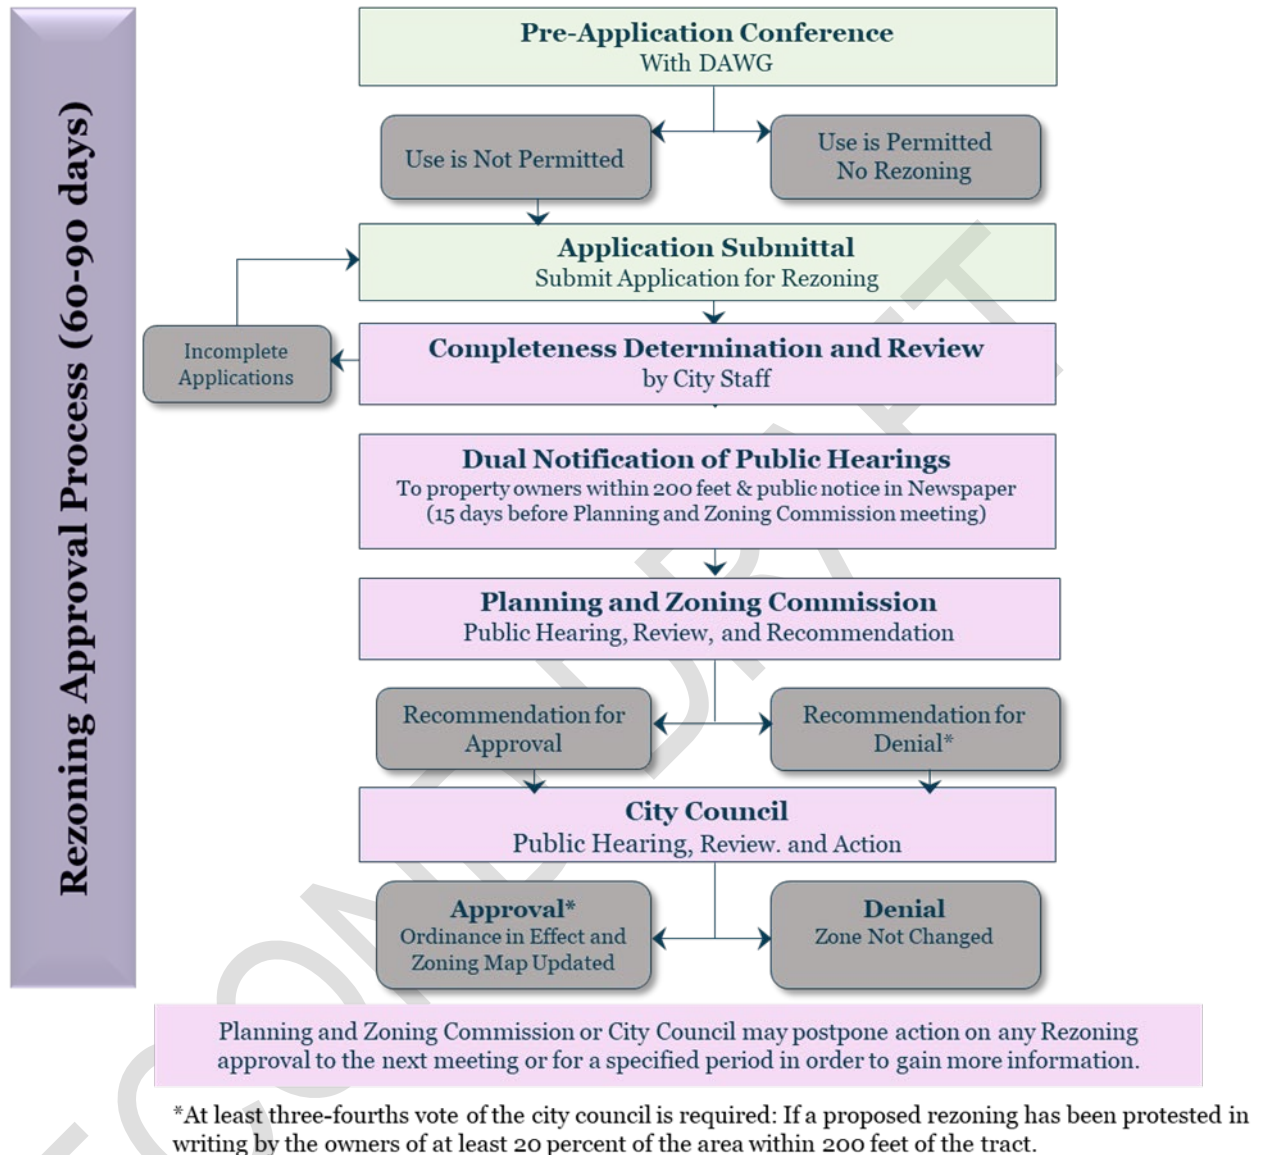 Rezoning Approval Process (60-90 days)
Pre-Application Conference
With DAWG
Use is Not Permitted
Use is Permitted
No Rezoning
Application Submittal
Submit Application for Rezoning
Incomplete
Applications
Completeness Determination and Review
by City Staff
Dual Notification of Public Hearings
To property owners within 200 feet & public notice in Newspaper
(15 days before Planning and Zoning Commission meeting)
Planning and Zoning Commission
Public Hearing, Review, and Recommendation
Recommendation for
Approval
Recommendation for
Denial*
City Council
Public Hearing, Review. and Action
Approval*
Ordinance in Effect and
Zoning Map Updated
Denial
Zone Not Changed
Planning and Zoning Commission or City Council may postpone action on any Rezoning
approval to the next meeting or for a specified period in order to gain more information.
*At least three-fourths vote of the city council is required: If a proposed rezoning has been protested in
writing by the owners of at least 20 percent of the area within 200 feet of the tract.
ECOND DRAFT